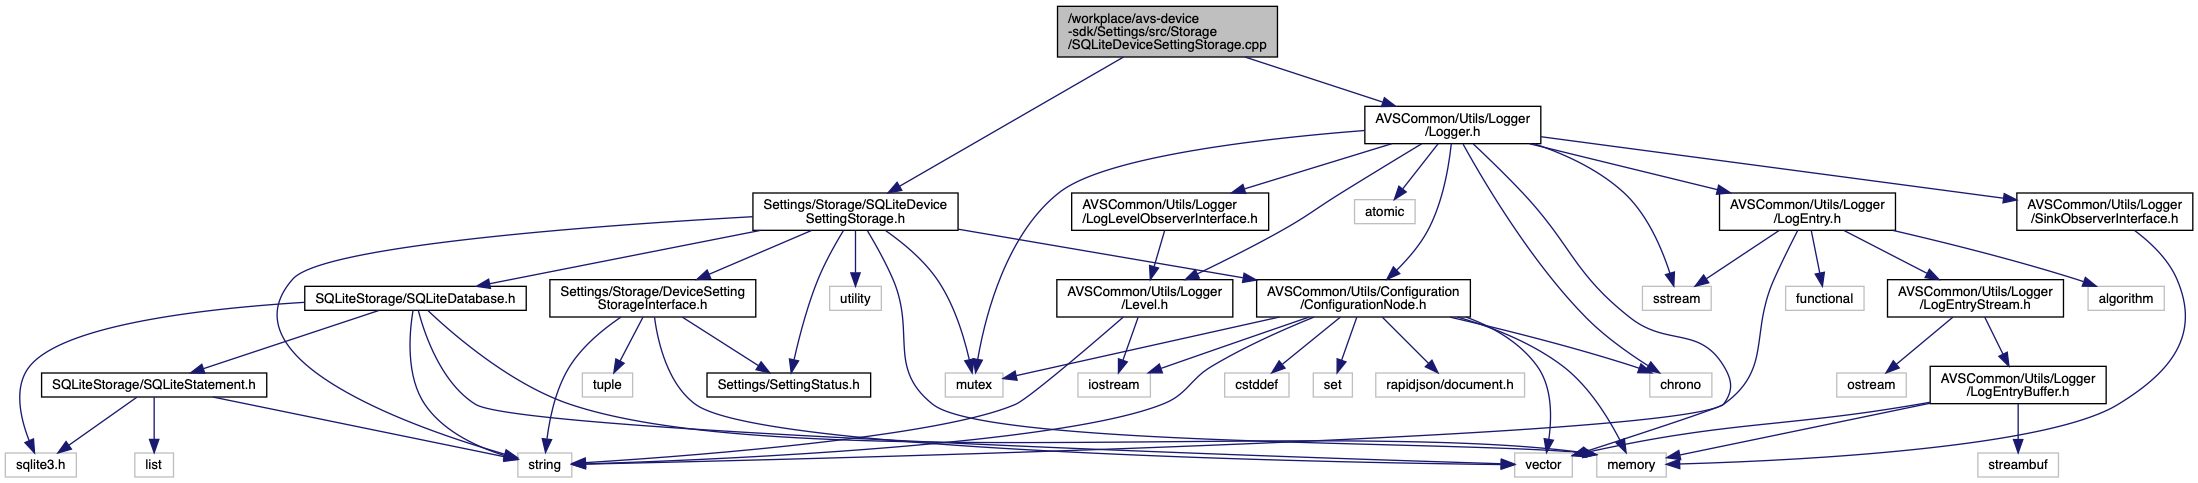 /workplace/avs-device
-sdk/Settings/src/Storage
/SQLiteDeviceSettingStorage.cpp
AVSCommon/Utils/Logger
/Logger.h
Settings/Storage/SQLiteDevice
SettingStorage.h
AVSCommon/Utils/Logger
/LogLevelObserverInterface.h
atomic
AVSCommon/Utils/Logger
/LogEntry.h
AVSCommon/Utils/Logger
/SinkObserverInterface.h
SQLiteStorage/SQLiteDatabase.h
Settings/Storage/DeviceSetting
StorageInterface.h
utility
AVSCommon/Utils/Logger
/Level.h
AVSCommon/Utils/Configuration
/ConfigurationNode.h
sstream
functional
AVSCommon/Utils/Logger
/LogEntryStream.h
algorithm
SQLiteStorage/SQLiteStatement.h
tuple
Settings/SettingStatus.h
mutex
iostream
cstddef
set
rapidjson/document.h
chrono
ostream
AVSCommon/Utils/Logger
/LogEntryBuffer.h
sqlite3.h
list
string
vector
memory
streambuf